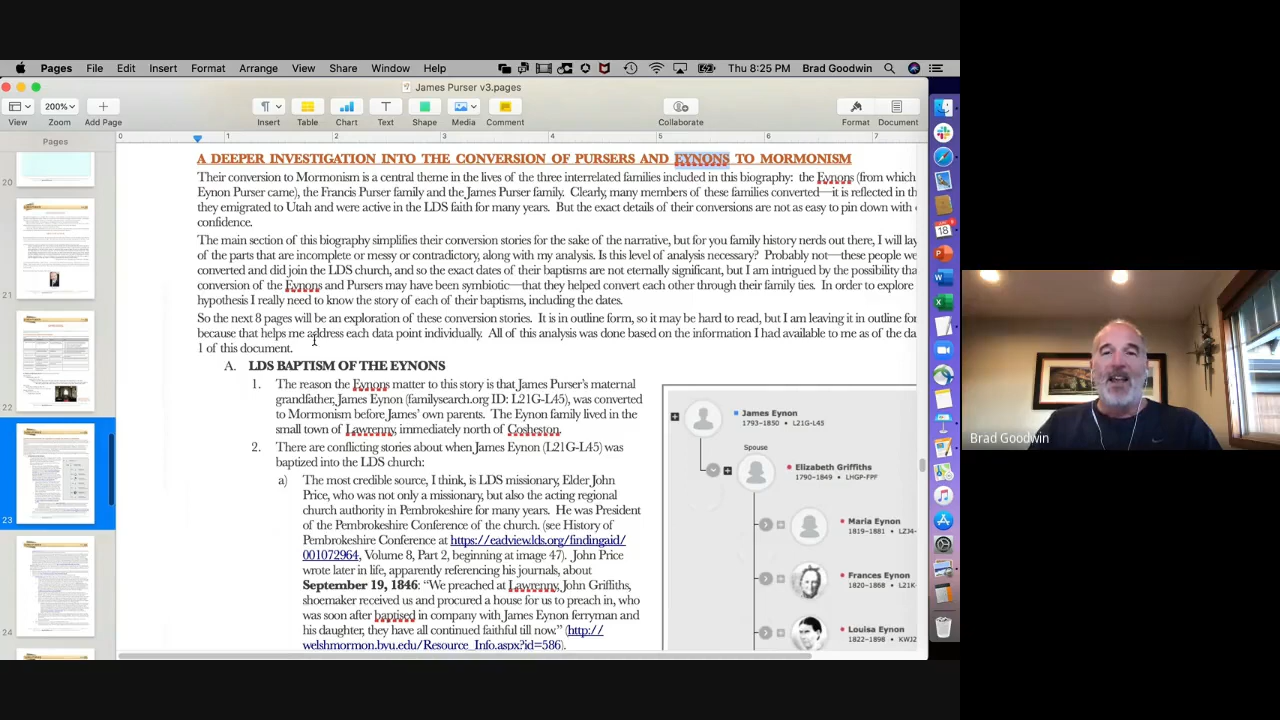 Pages File Edit Insert Format Arrange View Share Window Help Thu 8:25 PM Brad Goodwin
James Purser v3.pages
200%
View Zoom Add Page Insert Table Chart Text Shape Media Comment Collaborate Format Document
Pages
0 1 2 3 4 5 6 7
20
21
22
23
24
A DEEPER INVESTIGATION INTO THE CONVERSION OF PURSERS AND EYNONS TO MORMONISM
Their conversion to Mormonism is a central theme in the lives of the three interrelated families included in this biography: the Eynons (from which
Eynon Purser came), the Francis Purser family and the James Purser family. Clearly, many members of these families converted—it is reflected in th
they emigrated to Utah and were active in the LDS faith for many years. But the exact details of their conversion are not as easy to pin down with
confidence.
The main section of this biography simplifies their conversion stories for the sake of the narrative, but for you family history nerds out there, I will lay
of the parts that are incomplete or messy or contradictory, along with my analysis. Is this level of analysis necessary? Probably not—these people we
converted and did join the LDS church, and so the exact dates of their baptisms are not eternally significant, but I am intrigued by the possibility tha
conversion of the Eynons and Pursers may have been symbiotic—that they helped convert each other through their family ties. In order to explore
hypothesis I really need to know the story of each of their baptisms, including the dates.
So the next 8 pages will be an exploration of these conversion stories. It is in outline form, so it may be hard to read, but I am leaving it in outline for
because that helps me address each data point individually. All of this analysis was done based on the information I had available to me as of the da
1 of this document.
A. LDS BAPTISM OF THE EYNONS
1. The reason the Eynons matter to this story is that James Purser's maternal
grandfather, James Eynon (familysearch.org ID: L21G-L45), was converted
to Mormonism before James' own parents. The Eynon family lived in the
small town of Lawrenny, immediately north of Cosheston.
2. There are conflicting stories about when James Eynon (L21G-L45) was
baptized into the LDS church:
a) The most credible source, I think, is LDS missionary, Elder John
Price, who was not only a missionary, but also the acting regional
church authority in Pembrokeshire for many years. He was President
of the Pembrokeshire Conference of the church. (see History of
Pembrokeshire Conference at https://eadview.lds.org/findingaid/
001072964, Volume 8, Part 2, beginning at image 47). John Price
wrote later in life, apparently referencing his journals, about
September 19, 1846: "We preached at Lawrenny, John Griffiths,
shoemaker received us and procured a house for us to preach in, who
was soon after baptised in company with James Eynon ferryman and
his daughter, they have all continued faithful till now." (http://
welshmormon.byu.edu/Resource_Info.aspx?id=586).
James Eynon
1793–1850 • L21G-L45
Spouse
Elizabeth Griffiths
1790–1849 • LHGP-FPF
Maria Eynon
1819–1881 • LZJ4-
Frances Eynon
1820–1868 • L21K-
Louisa Eynon
1822–1898 • KWJ2
18
Brad Goodwin